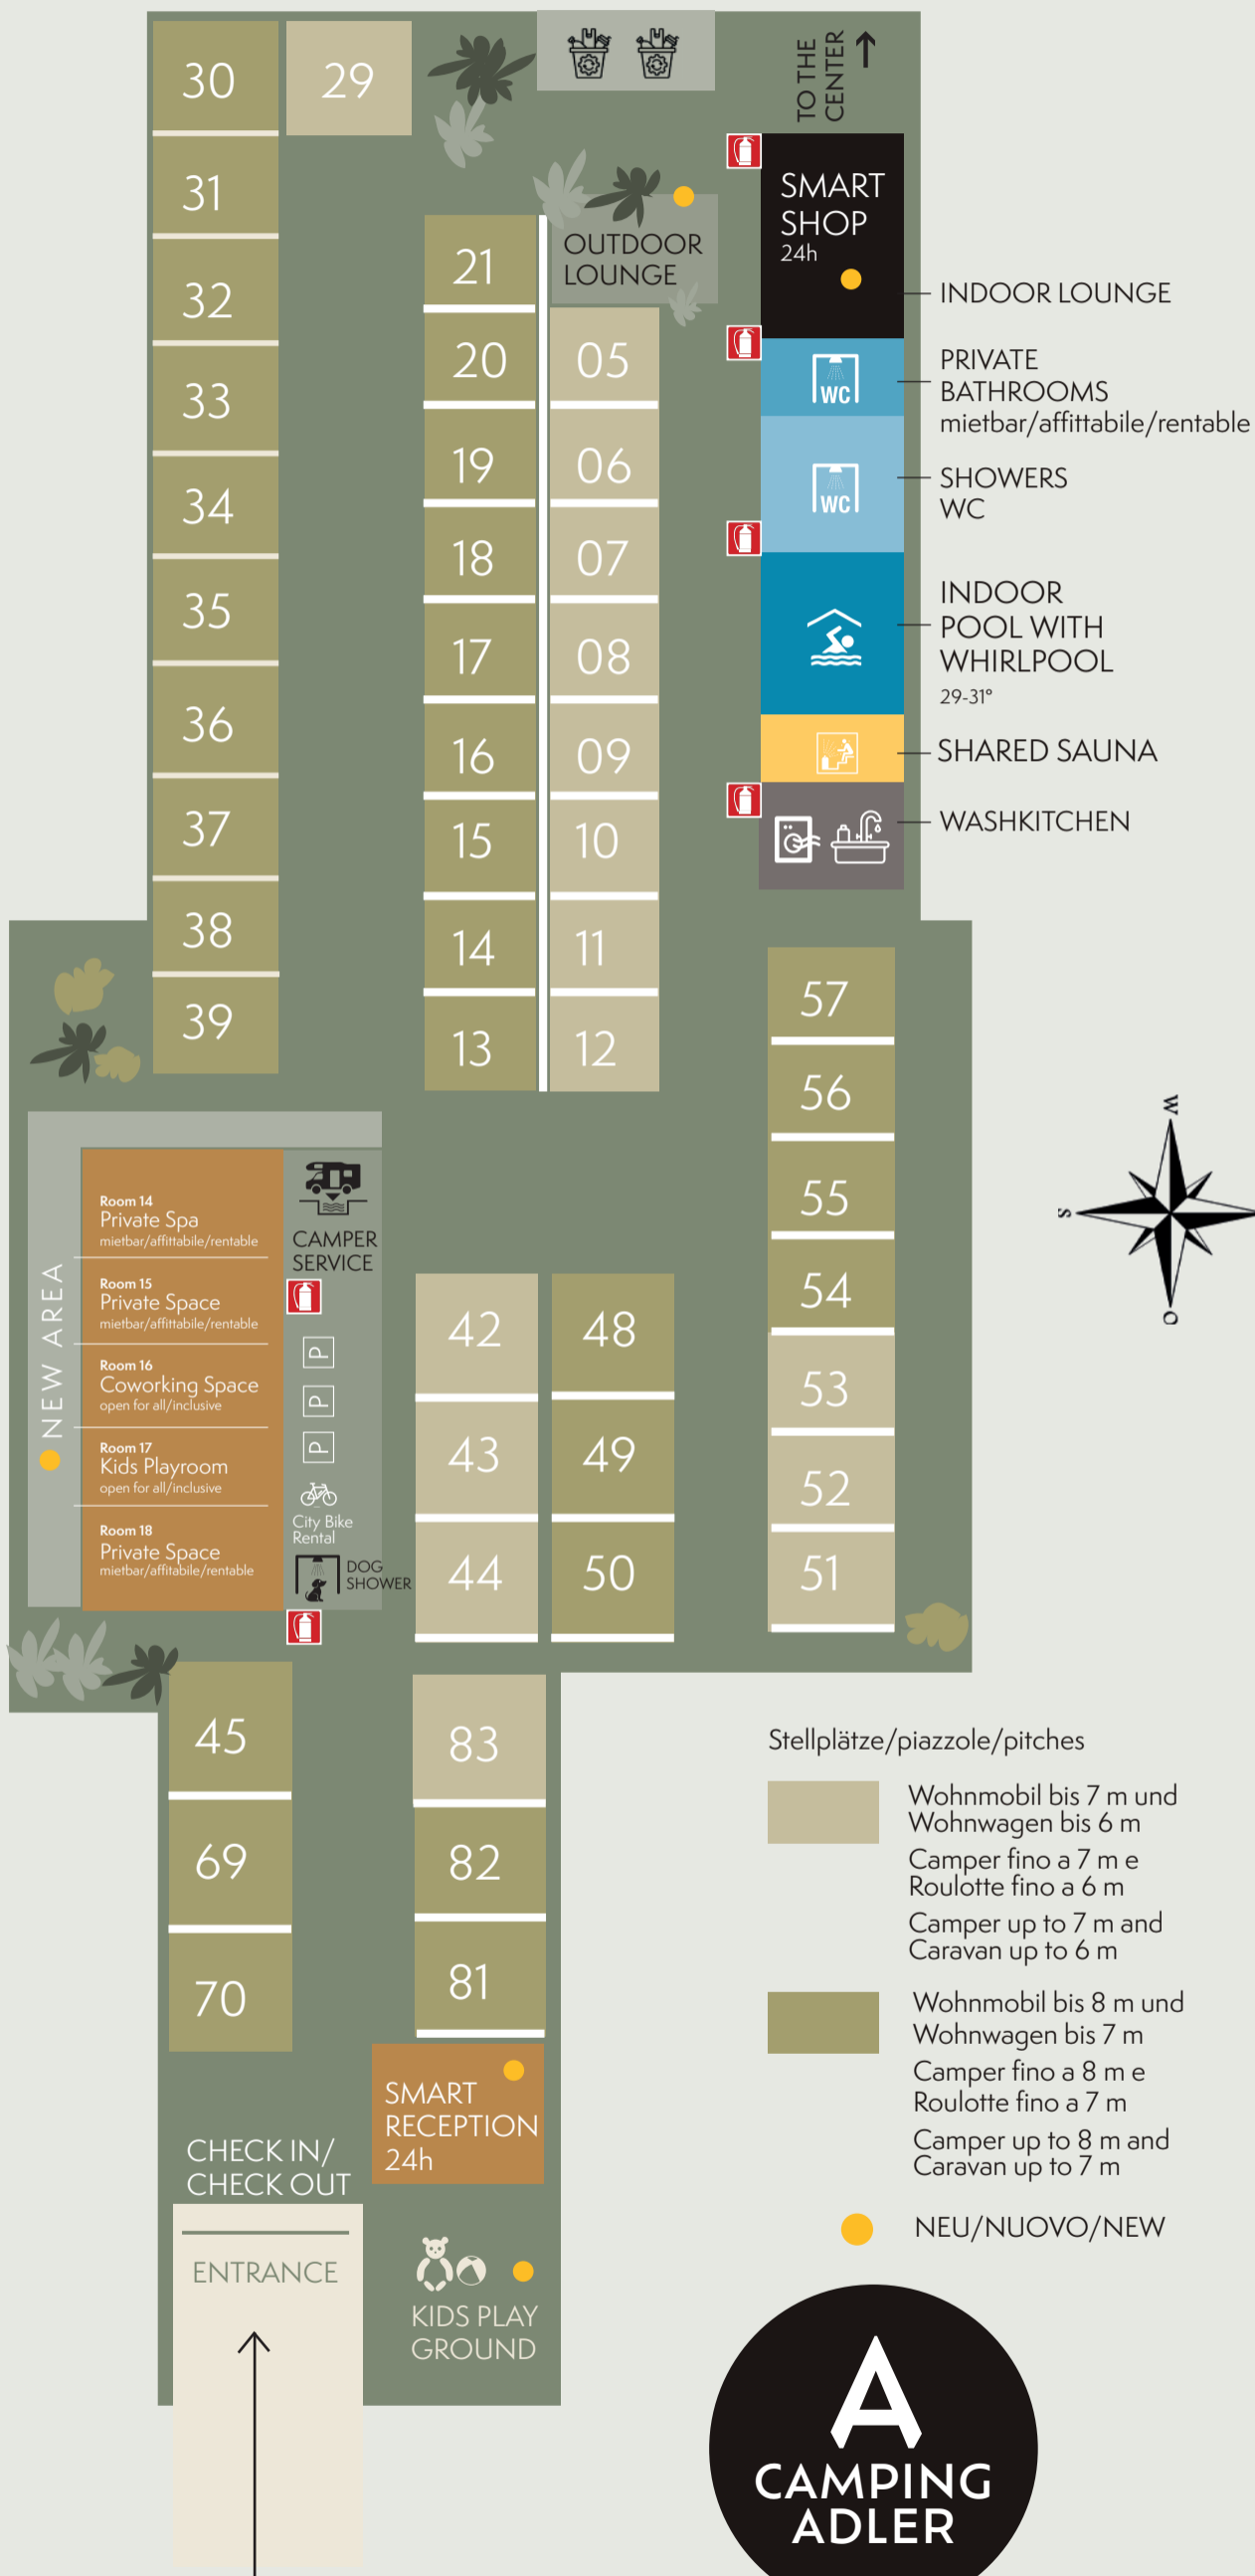 30
29
TO THE
CENTER
31
SMART
SHOP
24h
21
OUTDOOR
LOUNGE
32
INDOOR LOUNGE
20
05
PRIVATE
BATHROOMS
mietbar/affittabile/rentable
WC
33
19
06
SHOWERS
WC
WC
34
18
07
35
INDOOR
POOL WITH
WHIRLPOOL
29-31°
17
08
36
16
09
SHARED SAUNA
37
15
10
WASHKITCHEN
38
14
11
39
13
12
57
56
55
54
53
52
51
W
S
O
NEW AREA
Room 14
Private Spa
mietbar/affittabile/rentable
Room 15
Private Space
mietbar/affittabile/rentable
Room 16
Coworking Space
open for all/inclusive
Room 17
Kids Playroom
open for all/inclusive
Room 18
Private Space
mietbar/affitabile/rentable
CAMPER
SERVICE
P
P
P
City Bike
Rental
DOG
SHOWER
42
48
43
49
44
50
45
83
69
82
70
81
SMART
RECEPTION
24h
CHECK IN/
CHECK OUT
ENTRANCE
KIDS PLAY
GROUND
Stellplätze/piazzole/pitches
Wohnmobil bis 7 m und
Wohnwagen bis 6 m
Camper fino a 7 m e
Roulotte fino a 6 m
Camper up to 7 m and
Caravan up to 6 m
Wohnmobil bis 8 m und
Wohnwagen bis 7 m
Camper fino a 8 m e
Roulotte fino a 7 m
Camper up to 8 m and
Caravan up to 7 m
NEU/NUOVO/NEW
A
CAMPING
ADLER